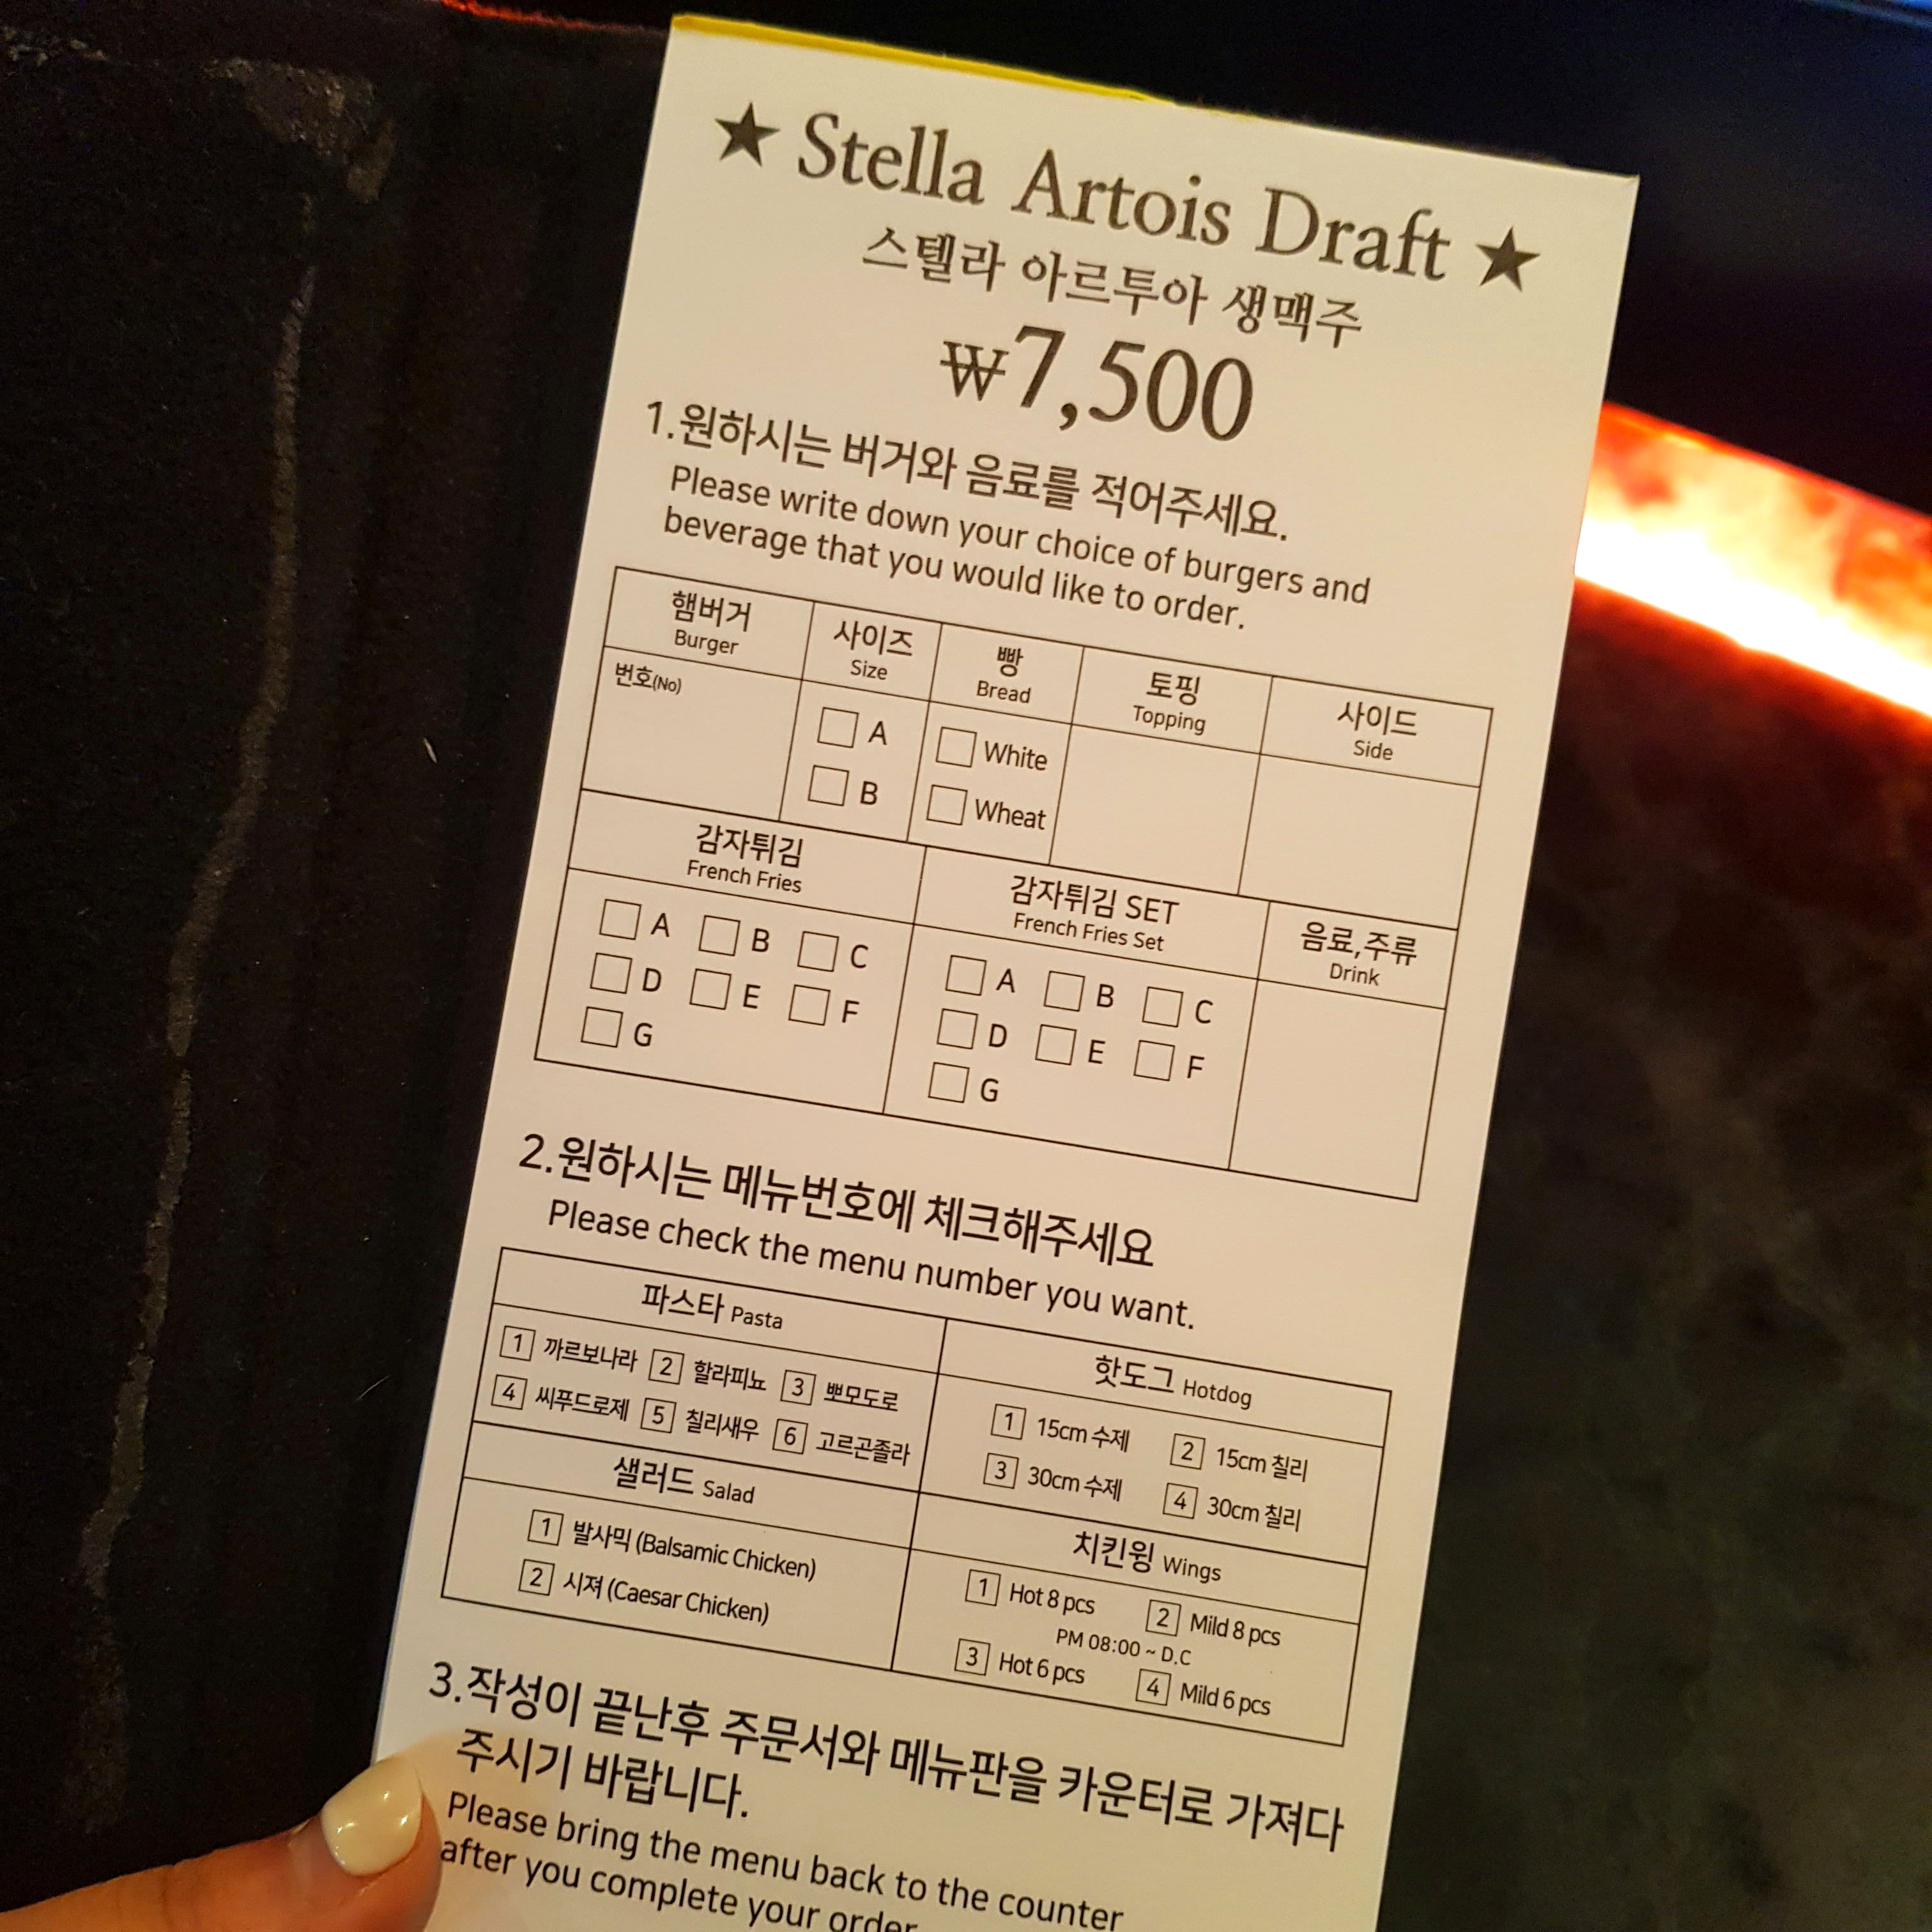 ★ Stella Artois Draft ★
스텔라 아르투아 생맥주
₩7,500
1.원하시는 버거와 음료를 적어주세요.
Please write down your choice of burgers and
beverage that you would like to order.
햄버거 사이즈 빵 토핑 사이드
Burger Size Bread Topping Side
번호(No)
□ A □ White
□ B □ Wheat
감자튀김 감자튀김 SET 음료,주류
French Fries French Fries Set Drink
□ A □ B □ C □ A □ B □ C
□ D □ E □ F □ D □ E □ F
□ G □ G
2.원하시는 메뉴번호에 체크해주세요
Please check the menu number you want.
파스타 Pasta
1 까르보나라 2 할라피뇨 3 뽀모도로
4 씨푸드로제 5 칠리새우 6 고르곤졸라
핫도그 Hotdog
1 15cm 수제 2 15cm 칠리
3 30cm 수제 4 30cm 칠리
샐러드 Salad
1 발사믹 (Balsamic Chicken)
2 시져 (Caesar Chicken)
치킨윙 Wings
1 Hot 8 pcs 2 Mild 8 pcs
PM 08:00 ~ D.C
3 Hot 6 pcs 4 Mild 6 pcs
3.작성이 끝난후 주문서와 메뉴판을 카운터로 가져다
주시기 바랍니다.
Please bring the menu back to the counter
after you complete your order